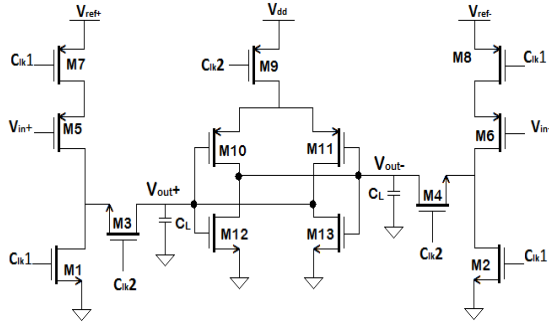 Vref+
Vdd
Vref-
Clk1
M7
Clk2
M9
M8
Clk1
Vin+
M5
M10
M11
M6
Vin-
Vout+
Vout-
M3
CL
CL
M4
M12
M13
Clk1
M1
Clk2
Clk2
M2
Clk1